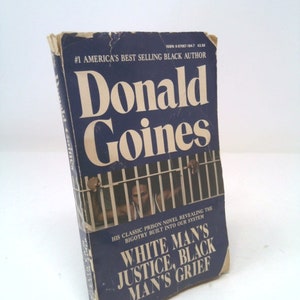 #1 AMERICA'S BEST SELLING BLACK AUTHOR
Donald
Goines
HIS CLASSIC PRISON NOVEL REVEALING THE
BIGOTRY BUILT INTO OUR SYSTEM
WHITE MAN'S
JUSTICE, BLACK
MAN'S GRIEF